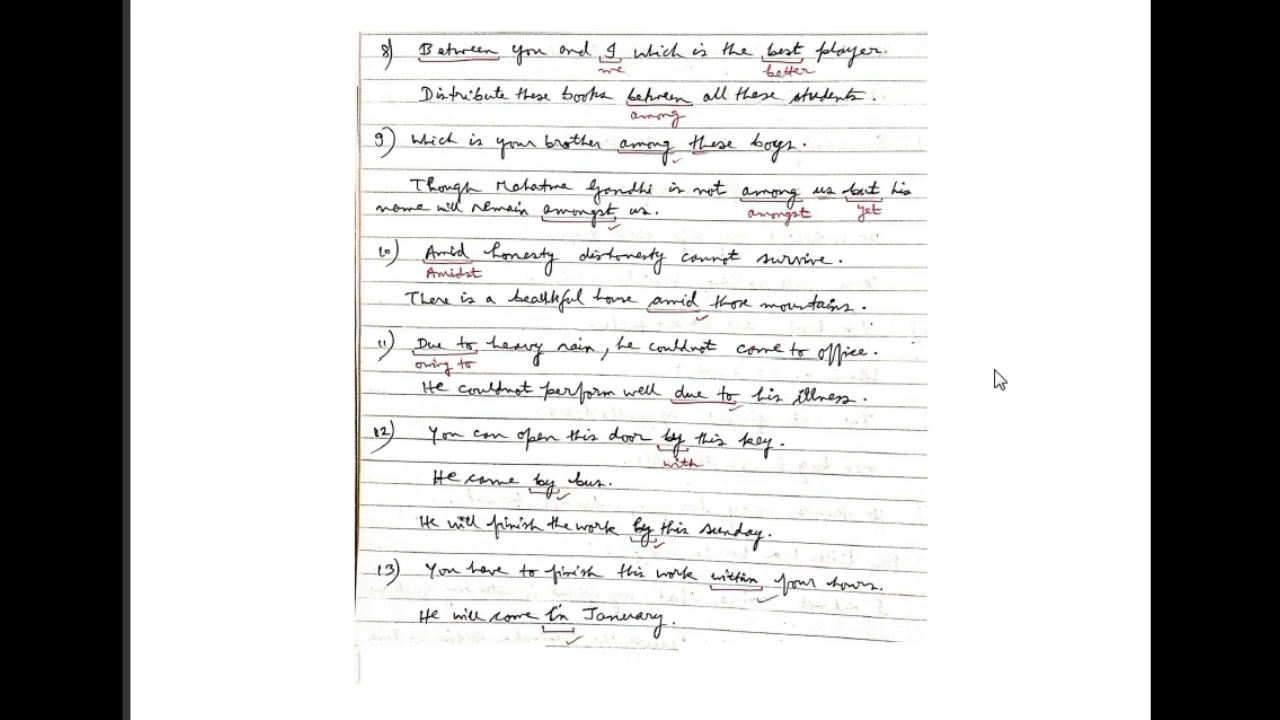 8) Between you and I which is the best player.
me better
Distribute these books between all these students.
among
9) Which is your brother among these boys.
Though Mahatma Gandhi is not among us but his
name will remain amongst us.
amongst yet
10) Amid honesty dishonesty cannot survive.
Amidst
There is a beautiful house amid those mountains.
11) Due to heavy rain, he couldnot come to office.
owing to
He couldnot perform well due to his illness.
12) You can open this door by this key.
with
He came by bus.
He will finish the work by this sunday.
13) You have to finish this work within four hours.
He will come in January.